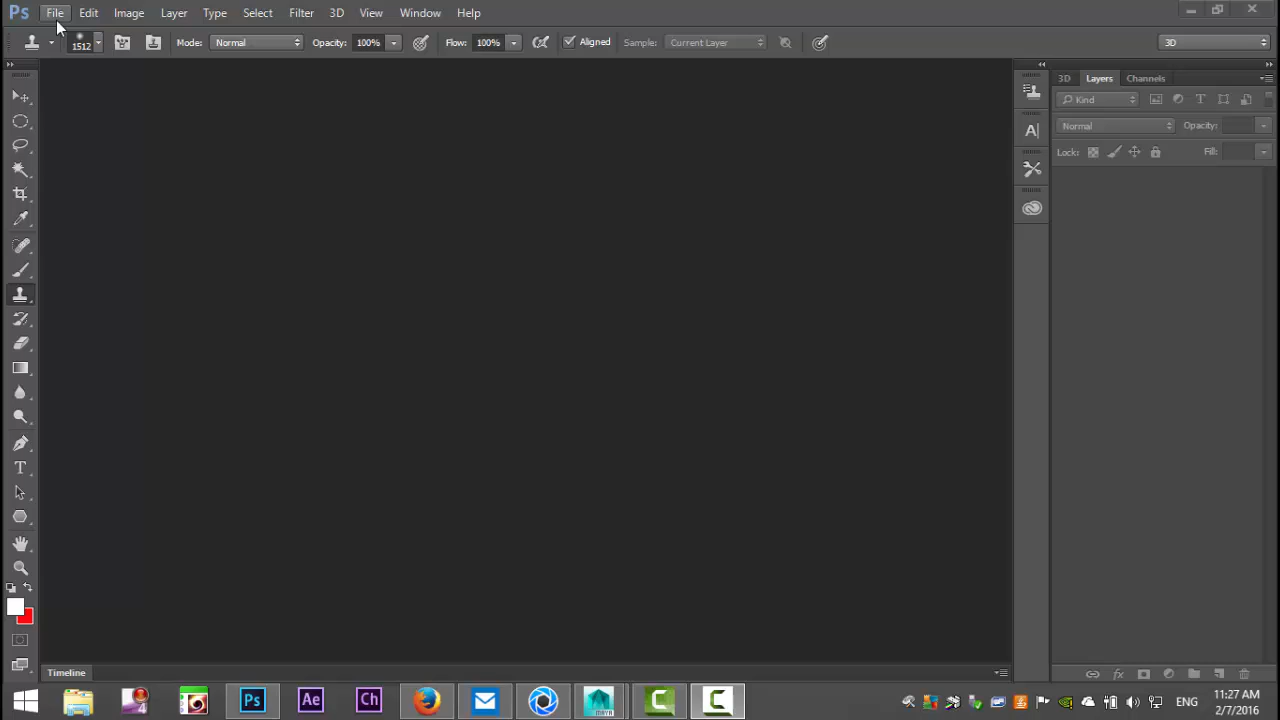 Ps File Edit Image Layer Type Select Filter 3D View Window Help
1512 Mode: Normal Opacity: 100% Flow: 100% Aligned Sample: Current Layer 3D
3D Layers Channels
Kind
Normal Opacity:
Lock: Fill:
Timeline
Ps Ae Ch MAYA ENG
11:27 AM
2/7/2016